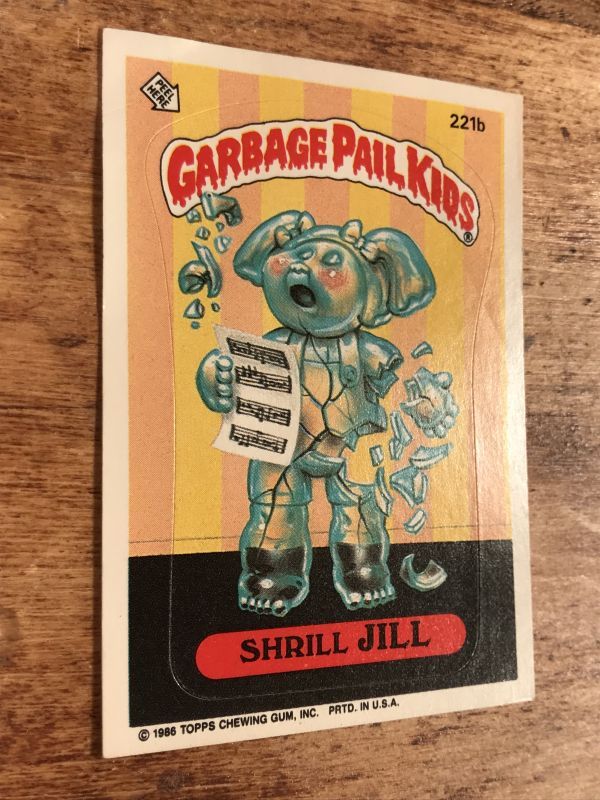 PEEL
HERE
221b
GARBAGE PAIL KIDS®
SHRILL JILL
© 1986 TOPPS CHEWING GUM, INC. PRTD. IN U.S.A.